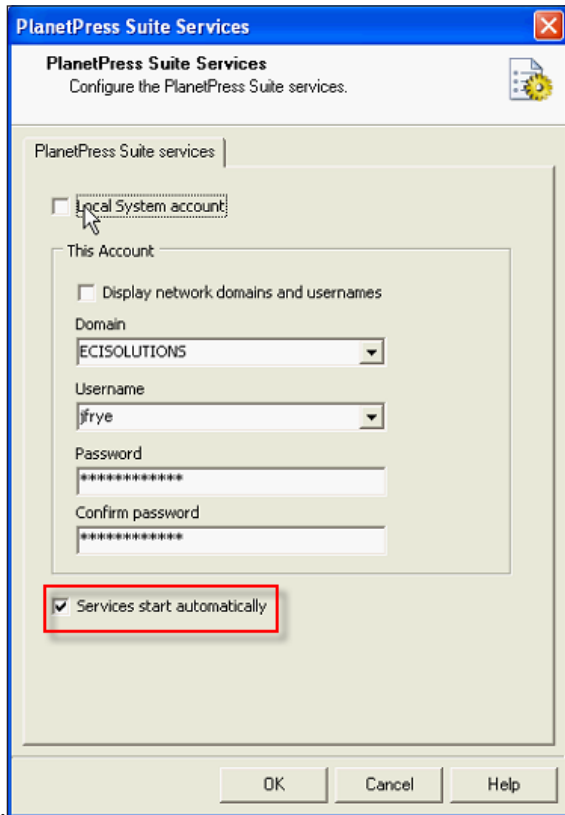 PlanetPress Suite Services
PlanetPress Suite Services
Configure the PlanetPress Suite services.
PlanetPress Suite services
Local System account
This Account
Display network domains and usernames
Domain
ECISOLUTIONS
Username
jfrye
Password
************
Confirm password
************
Services start automatically
OK
Cancel
Help